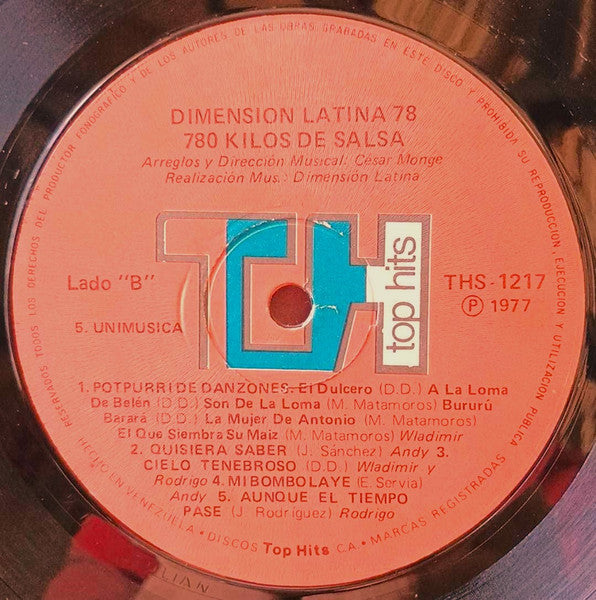 RESERVADOS TODOS LOS DERECHOS DEL PRODUCTOR FONOGRAFICO Y DE LOS AUTORES DE LAS OBRAS GRABADAS EN ESTE DISCO Y PROHIBIDA SU REPRODUCCION, EJECUCION Y UTILIZACION PUBLICA
DIMENSION LATINA '78
780 KILOS DE SALSA
Arreglos y Dirección Musical: César Monge
Realización Mus.: Dimensión Latina
TH
top hits
Lado "B"
THS - 1217
Ⓟ 1977
5. UNIMUSICA
1. POTPURRI DE DANZONES: El Dulcero (D.D.) A La Loma
De Belén (D.D.) Son De La Loma (M. Matamoros) Bururú
Barará (D.D.) La Mujer De Antonio (M. Matamoros)
El Que Siembra Su Maiz (M. Matamoros) Wladimir
2. QUISIERA SABER (J. Sánchez) Andy 3.
CIELO TENEBROSO (D.D.) Wladimir y
Rodrigo 4. MI BOMBOLAYE (E. Servia)
Andy 5. AUNQUE EL TIEMPO
PASE (J. Rodríguez) Rodrigo
HECHO EN VENEZUELA - DISCOS Top Hits C.A. - MARCAS REGISTRADAS